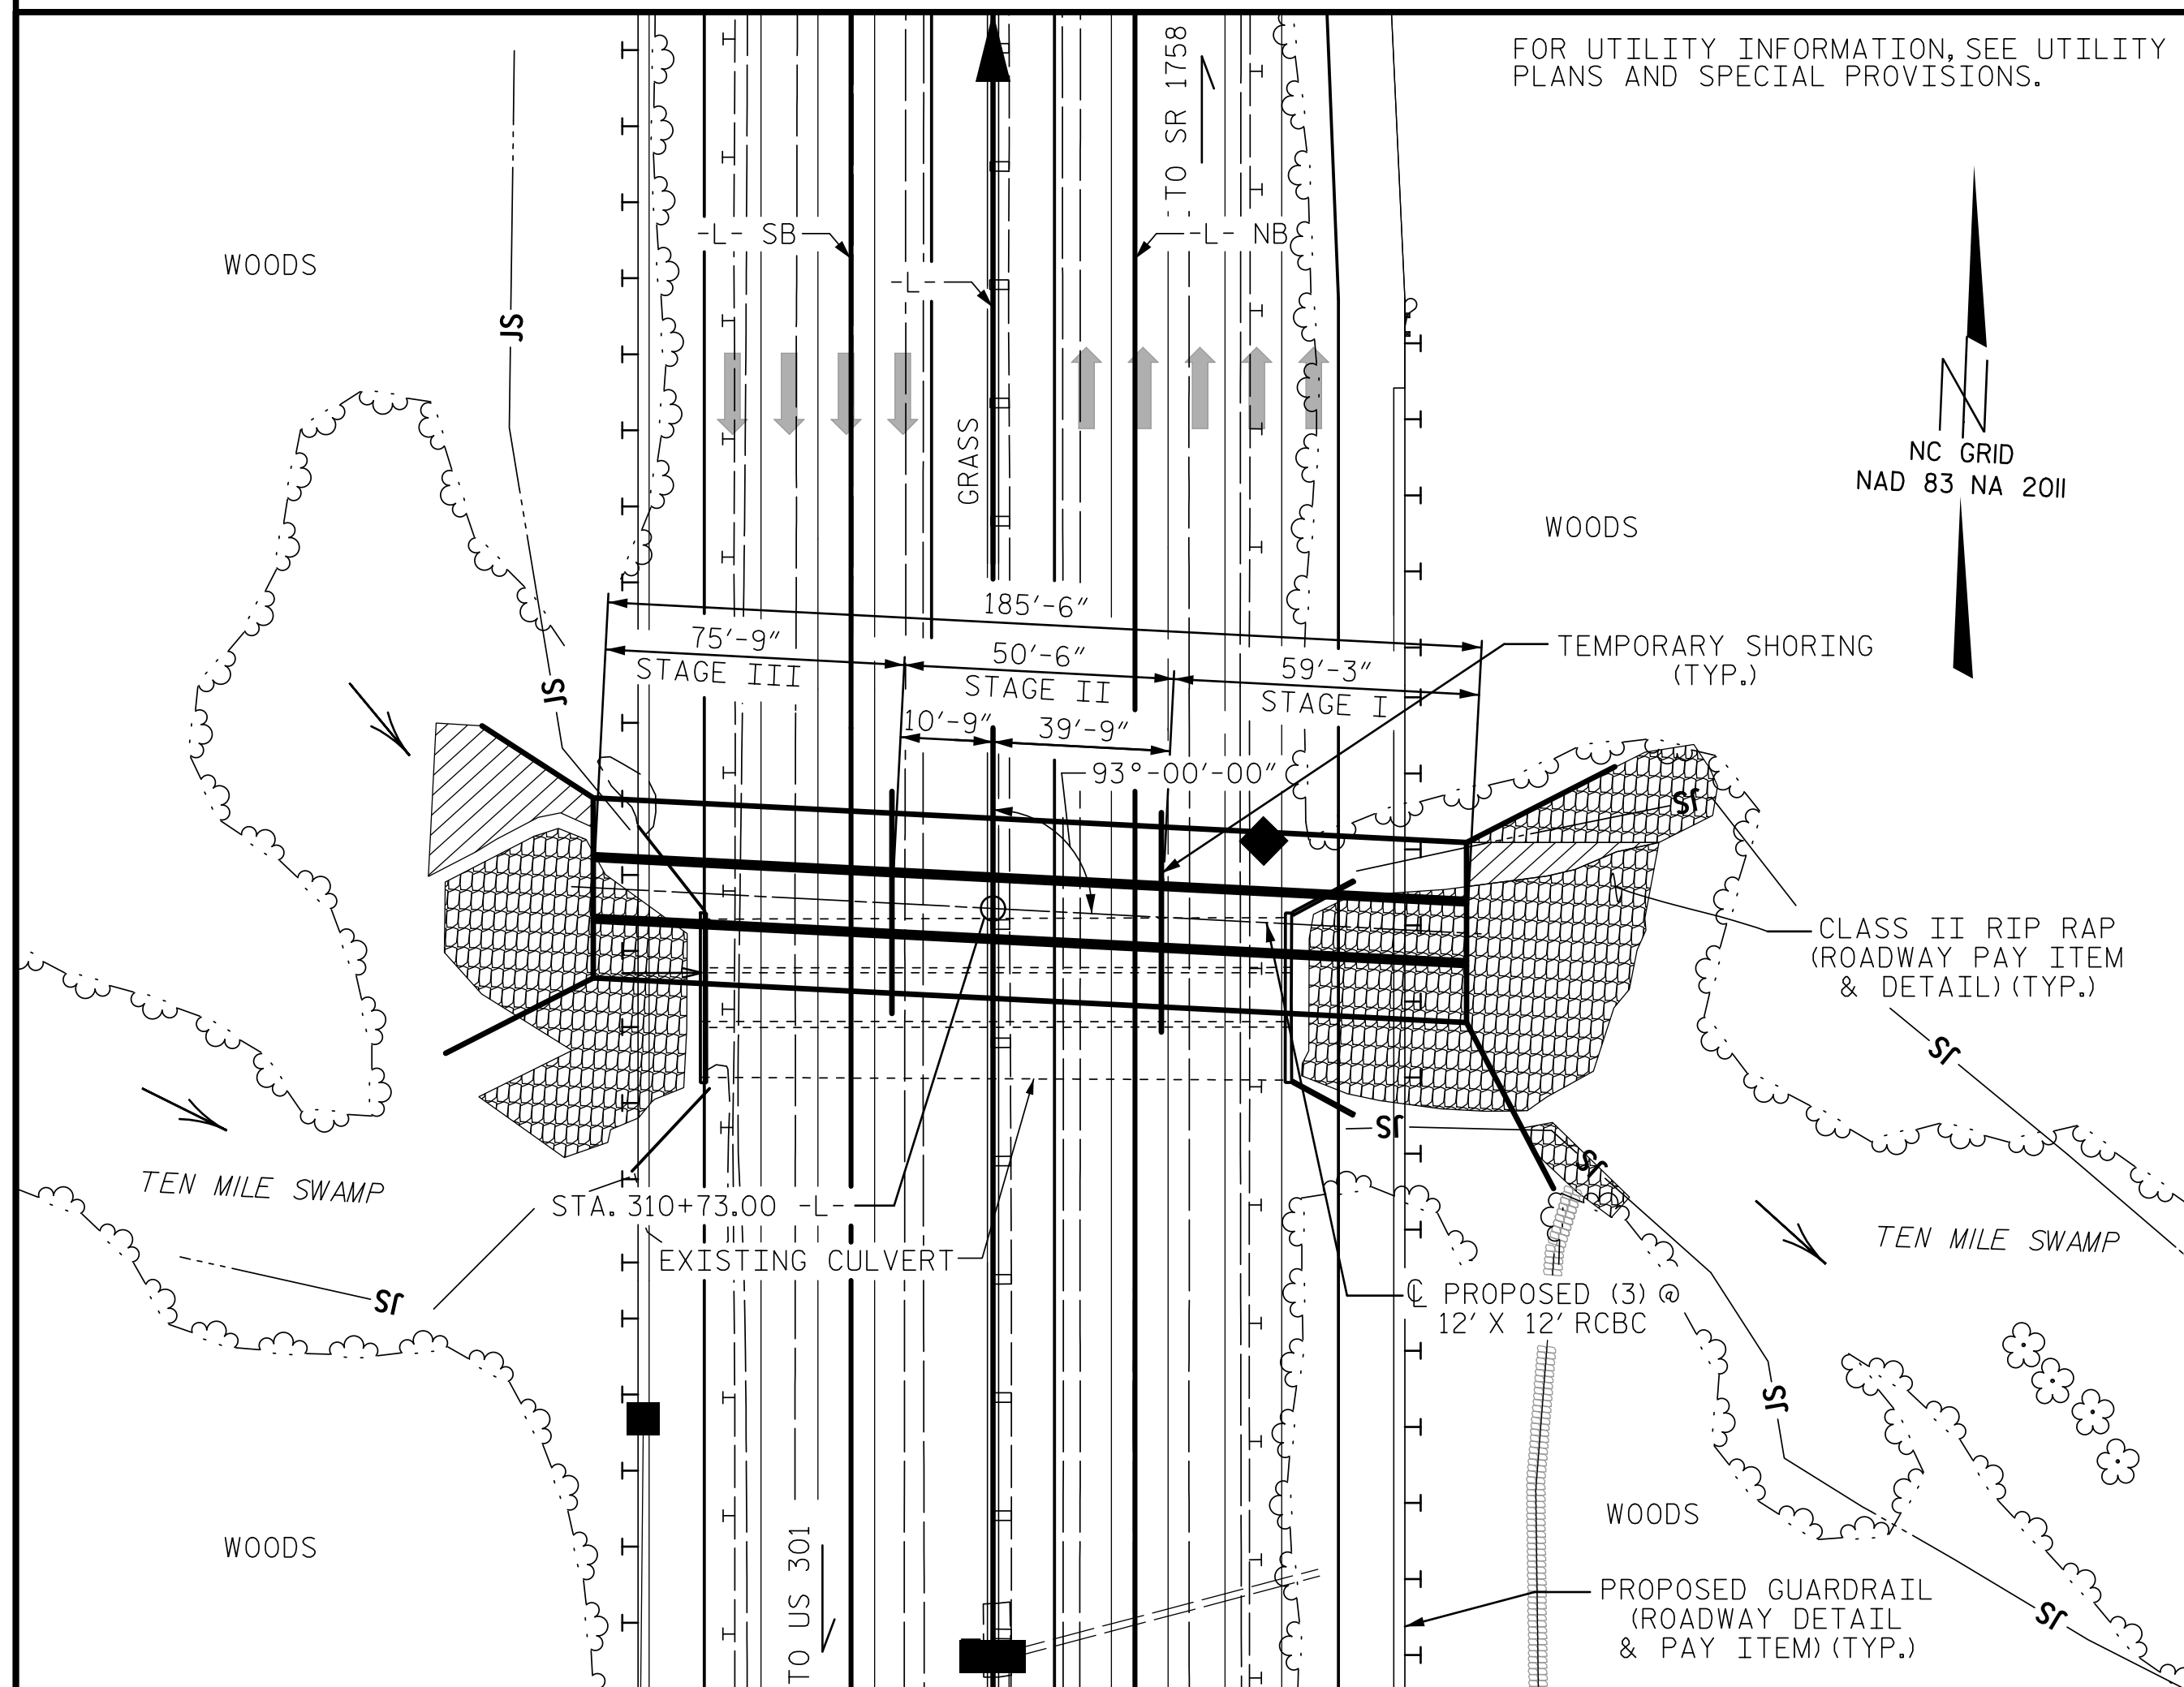 FOR UTILITY INFORMATION, SEE UTILITY
PLANS AND SPECIAL PROVISIONS.
TO SR 1758
-L- SB
-L- NB
-L-
WOODS
JS
GRASS
NC GRID
NAD 83 NA 2011
WOODS
185'-6"
75'-9"
STAGE III
50'-6"
STAGE II
59'-3"
STAGE I
10'-9"
39'-9"
93°-00'-00"
TEMPORARY SHORING
(TYP.)
JS
JS
CLASS II RIP RAP
(ROADWAY PAY ITEM
& DETAIL) (TYP.)
JS
JS
JS
TEN MILE SWAMP
STA. 310+73.00 -L-
EXISTING CULVERT
TEN MILE SWAMP
JS
℄ PROPOSED (3) @
12' X 12' RCBC
JS
WOODS
WOODS
TO US 301
PROPOSED GUARDRAIL
(ROADWAY DETAIL
& PAY ITEM) (TYP.)
JS